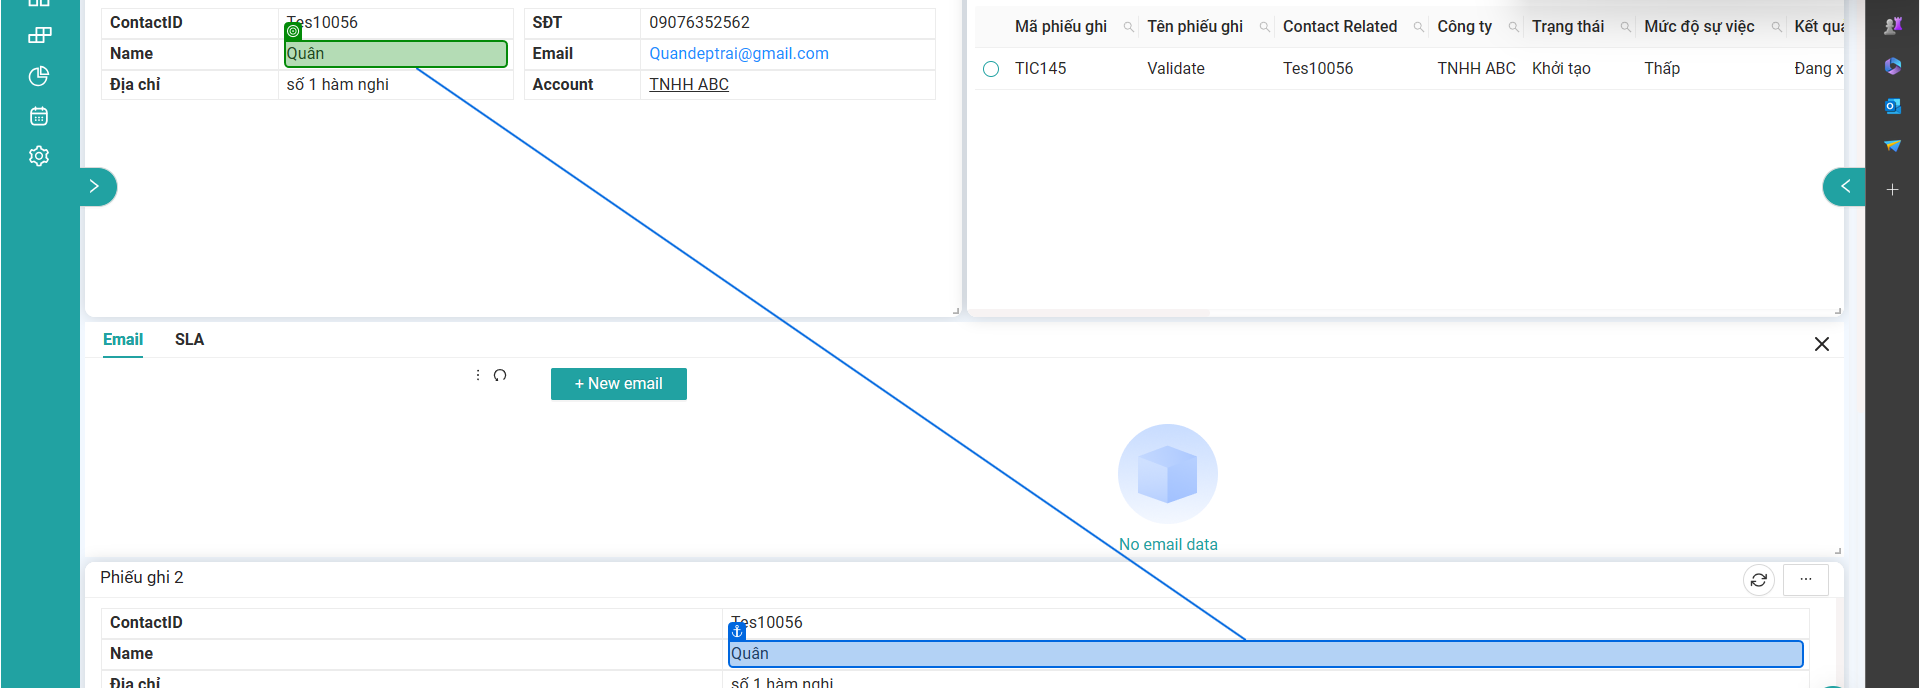 ContactID Tes10056 SĐT 09076352562
Name Quân Email Quandeptrai@gmail.com
Địa chỉ số 1 hàm nghi Account TNHH ABC
Mã phiếu ghi Tên phiếu ghi Contact Related Công ty Trạng thái Mức độ sự việc Kết quả
TIC145 Validate Tes10056 TNHH ABC Khởi tạo Thấp Đang x
Email SLA
+ New email
No email data
Phiếu ghi 2
ContactID Tes10056
Name Quân
Địa chỉ số 1 hàm nghi